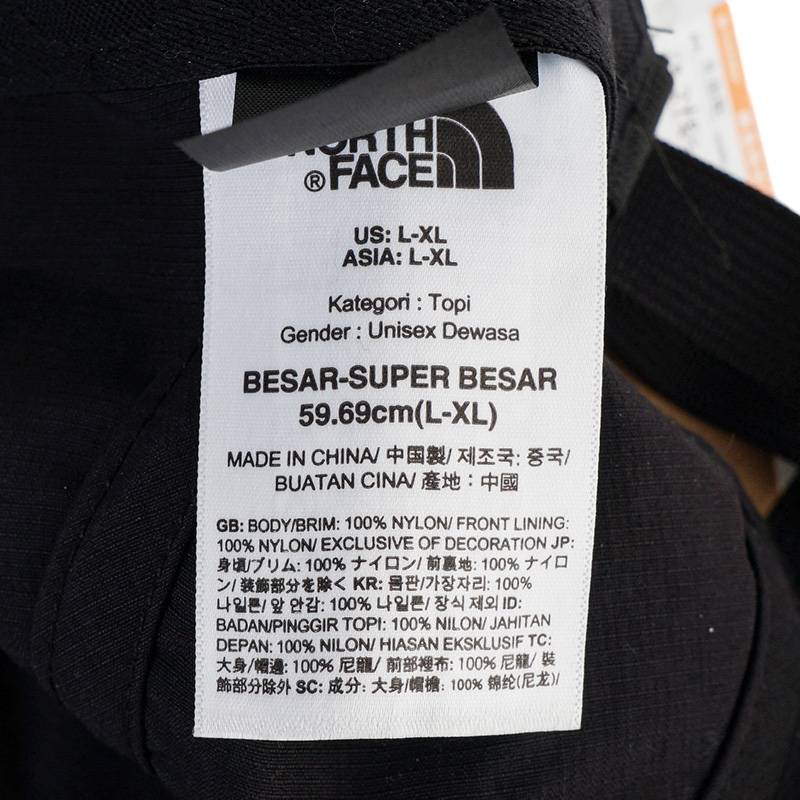 NORTH
® FACE
US: L-XL
ASIA: L-XL
Kategori : Topi
Gender : Unisex Dewasa
BESAR-SUPER BESAR
59.69cm(L-XL)
MADE IN CHINA/ 中国製/ 제조국: 중국/
BUATAN CINA/ 產地：中國
GB: BODY/BRIM: 100% NYLON/ FRONT LINING:
100% NYLON/ EXCLUSIVE OF DECORATION JP:
身頃/ブリム: 100% ナイロン/ 前裏地: 100% ナイロ
ン/ 装飾部分を除く KR: 몸판/가장자리: 100%
나일론/ 앞 안감: 100% 나일론/ 장식 제외 ID:
BADAN/PINGGIR TOPI: 100% NILON/ JAHITAN
DEPAN: 100% NILON/ HIASAN EKSKLUSIF TC:
大身/帽邊: 100% 尼龍/ 前部裡布: 100% 尼龍/ 裝
飾部分除外 SC: 成分: 大身/帽檐: 100% 锦纶(尼龙)/